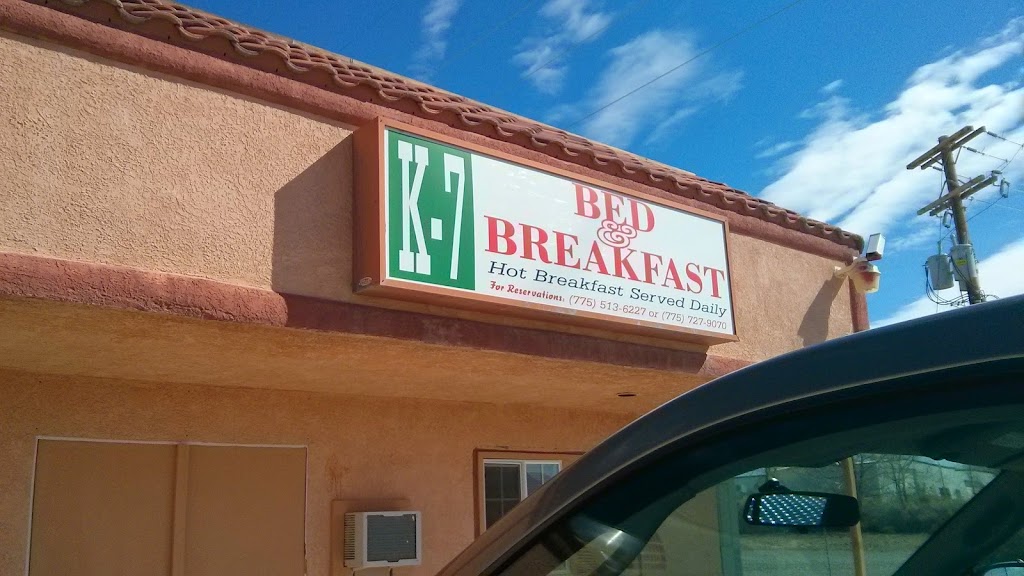 K-7
BED
&
BREAKFAST
Hot Breakfast Served Daily
For Reservations: (775) 513-6227 or (775) 727-9070